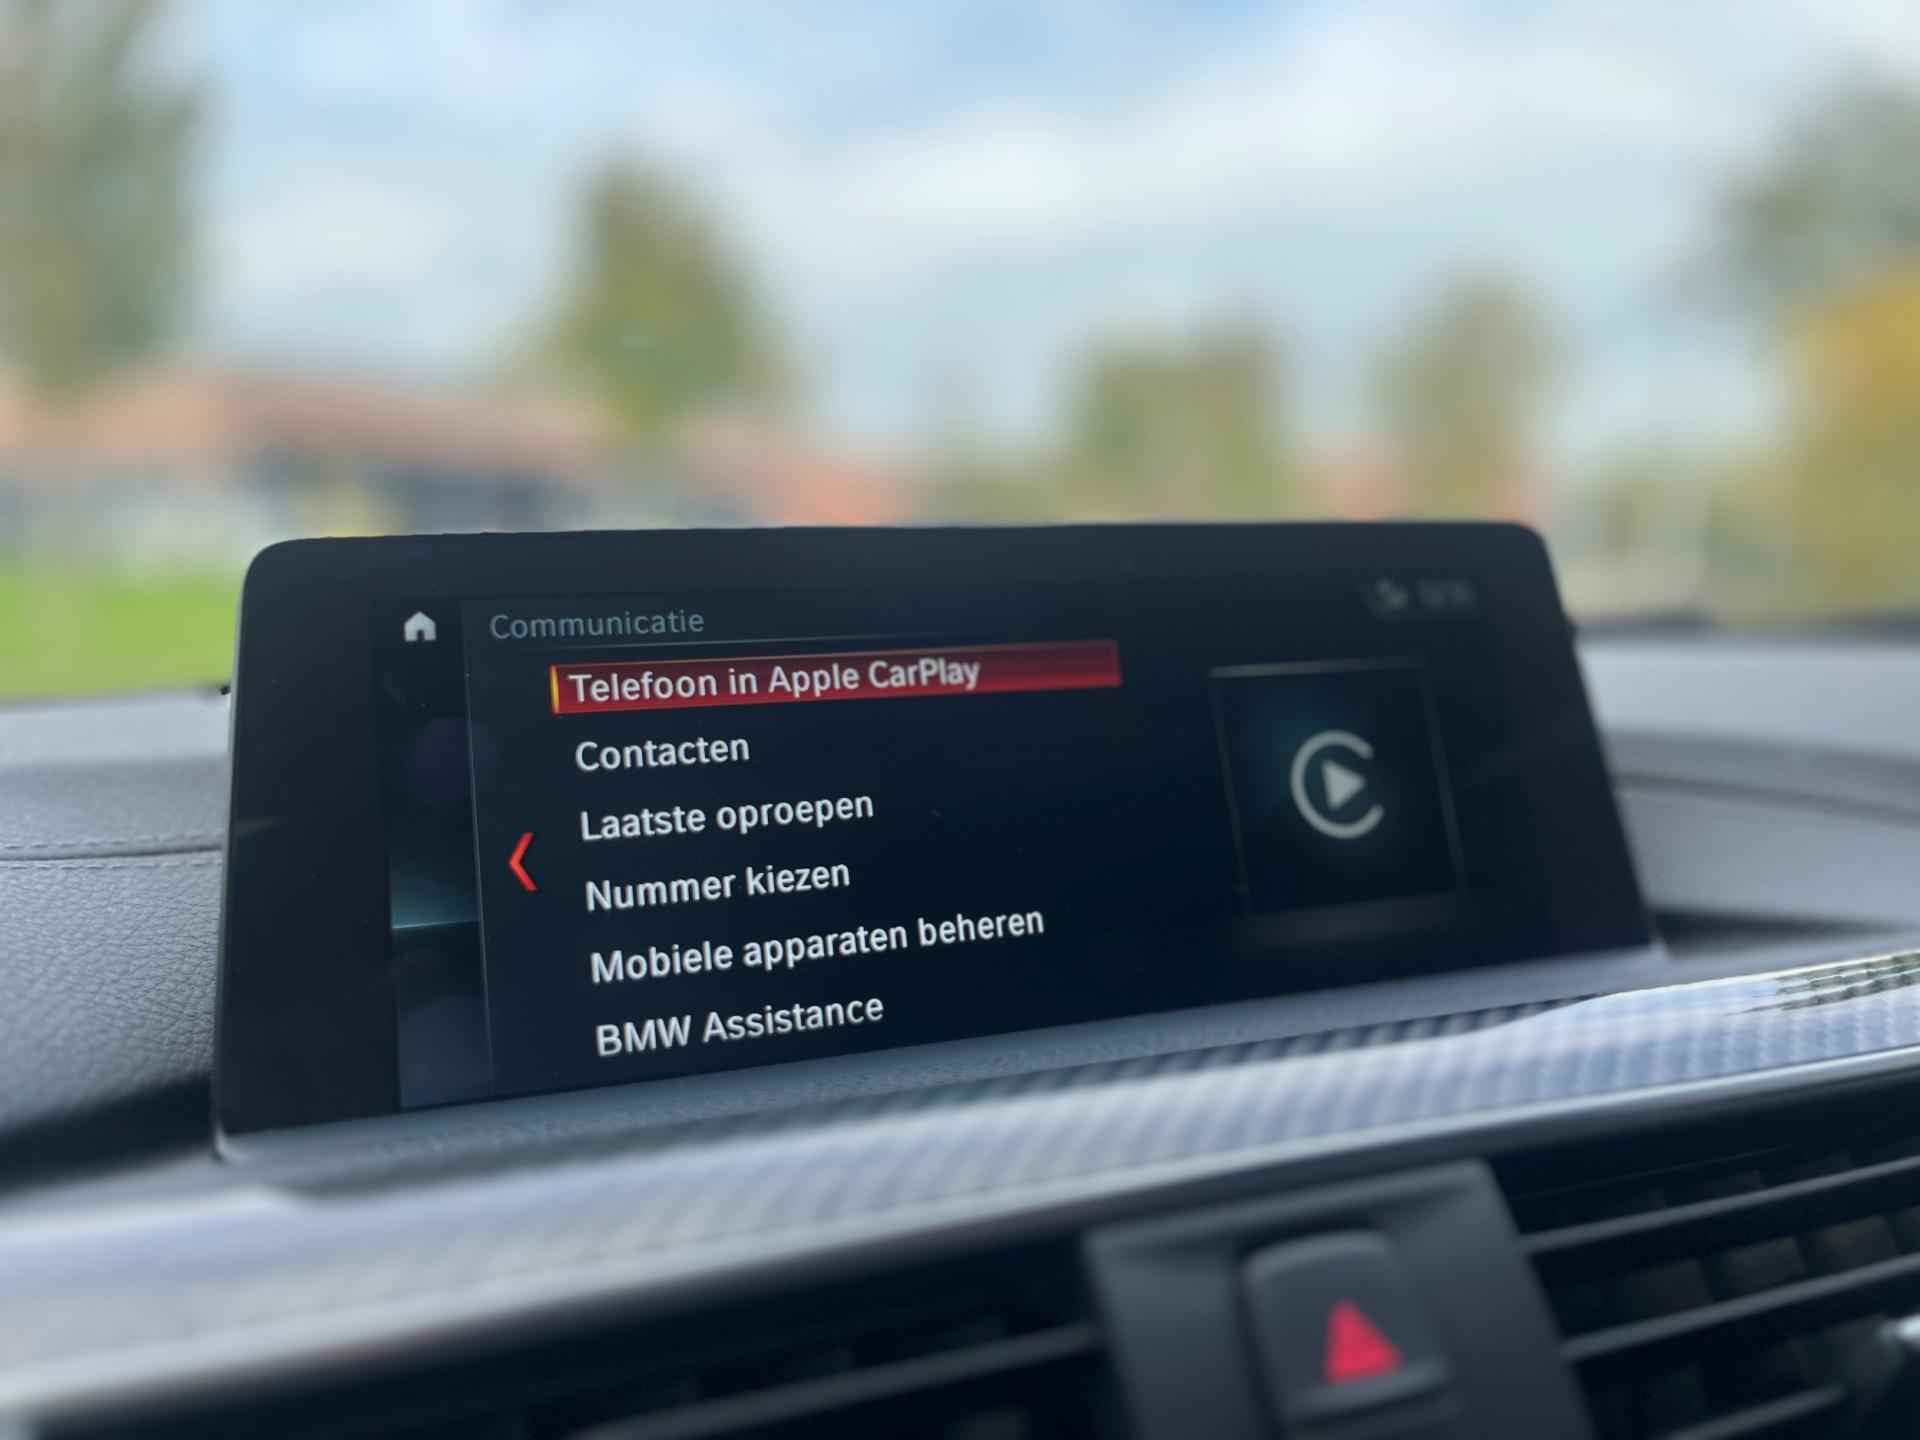 Communicatie
Telefoon in Apple CarPlay
Contacten
Laatste oproepen
Nummer kiezen
Mobiele apparaten beheren
BMW Assistance